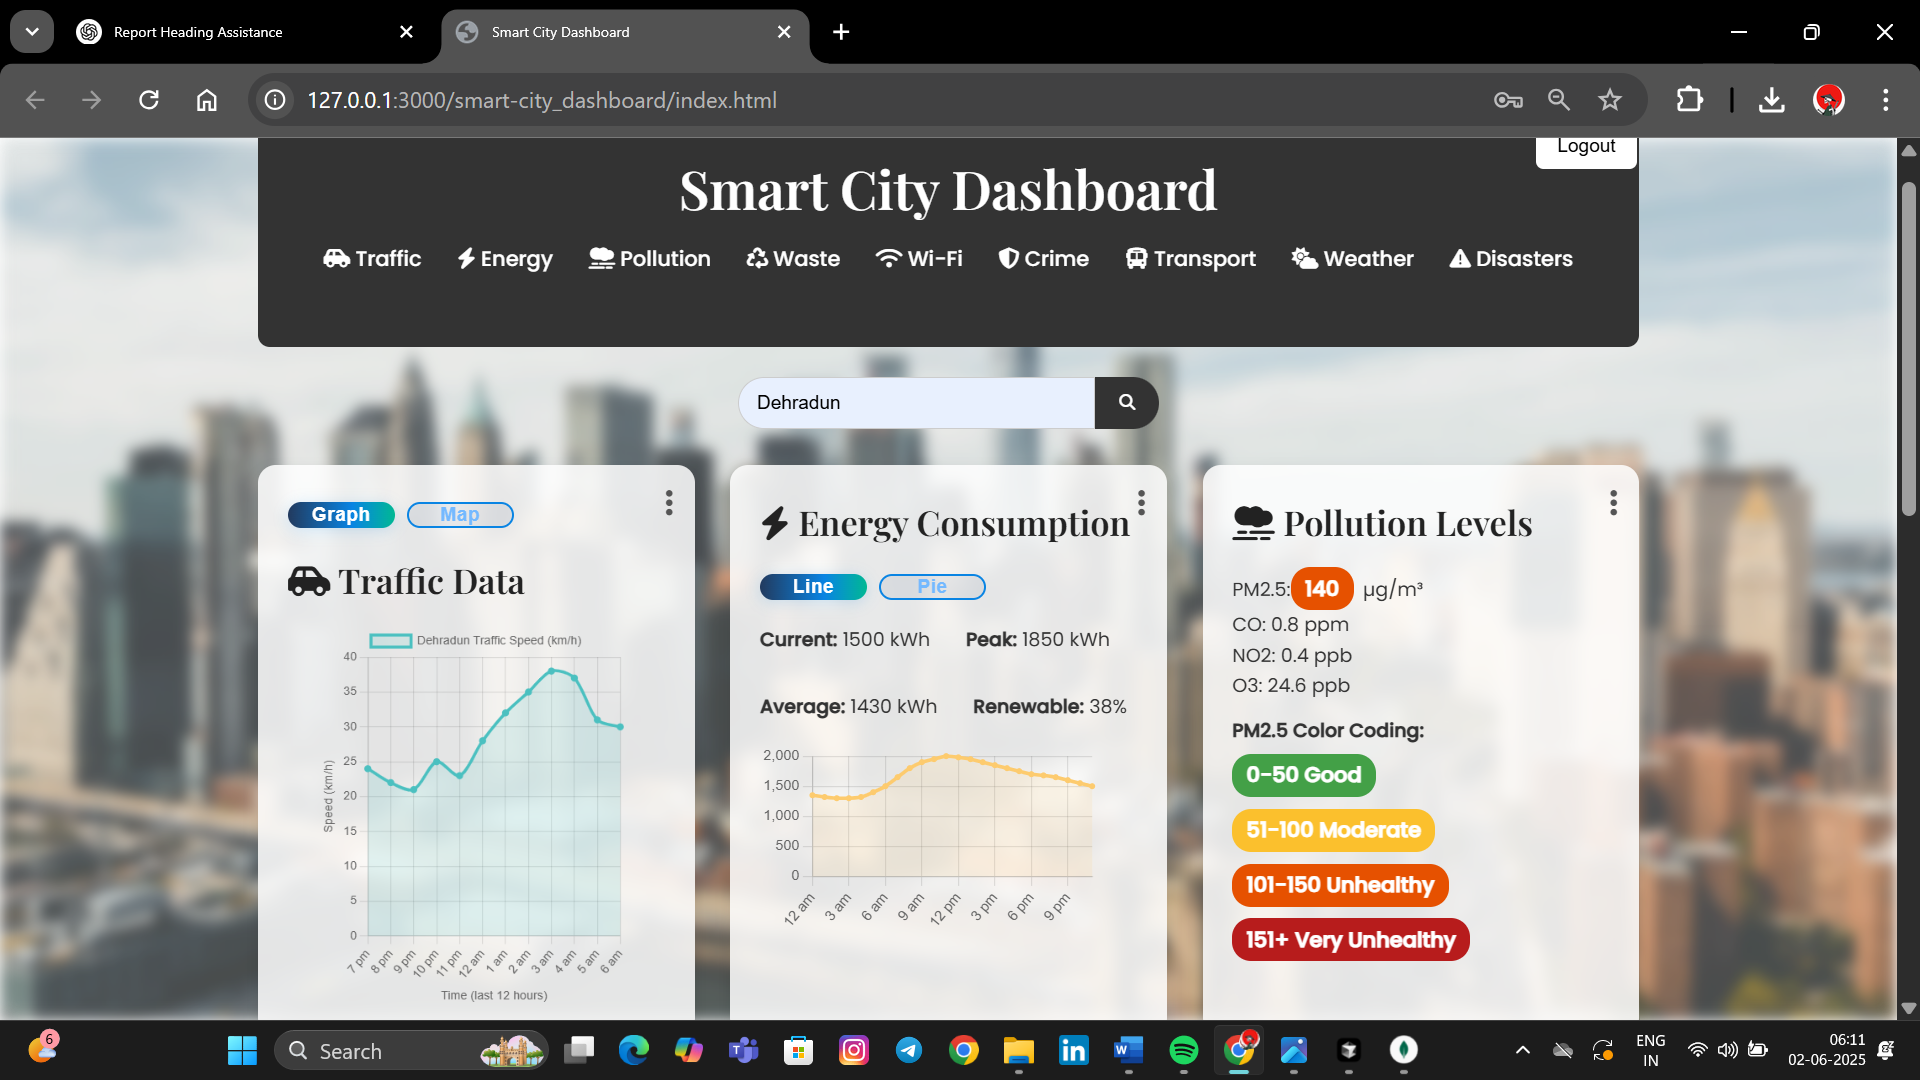 Report Heading Assistance
Smart City Dashboard
127.0.0.1:3000/smart-city_dashboard/index.html
Logout
Smart City Dashboard
Traffic Energy Pollution Waste Wi-Fi Crime Transport Weather Disasters
Dehradun
Graph Map
Traffic Data
Dehradun Traffic Speed (km/h)
40
35
30
25
20
15
10
5
0
Speed (km/h)
7 pm 8 pm 9 pm 10 pm 11 pm 12 am 1 am 2 am 3 am 4 am 5 am 6 am
Time (last 12 hours)
Energy Consumption
Line Pie
Current: 1500 kWh Peak: 1850 kWh
Average: 1430 kWh Renewable: 38%
2,000
1,500
1,000
500
0
12 am 3 am 6 am 9 am 12 pm 3 pm 6 pm 9 pm
Pollution Levels
PM2.5: 140 µg/m³
CO: 0.8 ppm
NO2: 0.4 ppb
O3: 24.6 ppb
PM2.5 Color Coding:
0-50 Good
51-100 Moderate
101-150 Unhealthy
151+ Very Unhealthy
6
Search
ENG
IN
06:11
02-06-2025